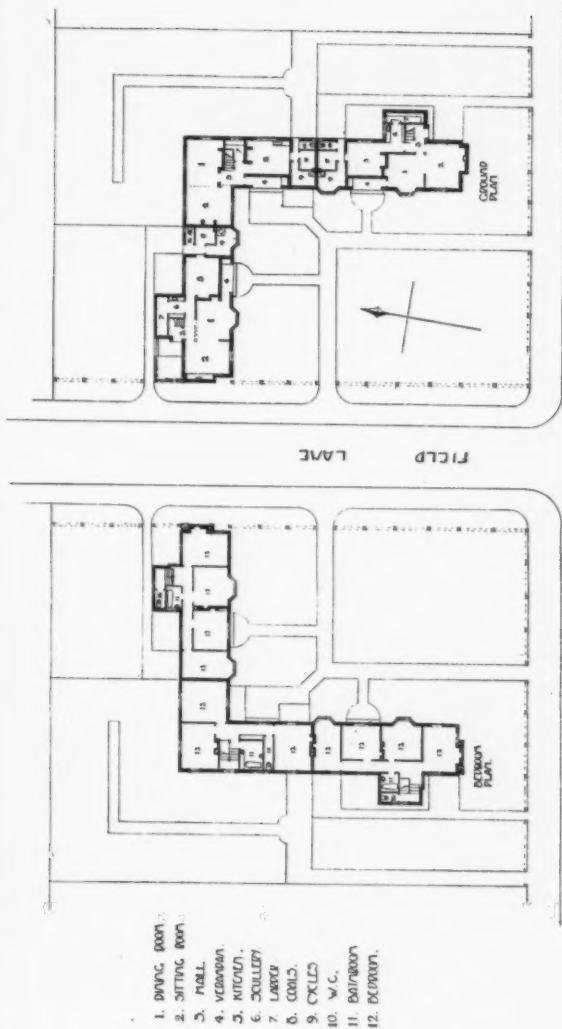 GROUND
PLAN
FIELD LANE
BEDROOM
PLAN.
1. DINING ROOM.
2. SITTING ROOM.
3. HALL.
4. VERANDAH.
5. KITCHEN.
6. SCULLERY.
7. LARDER.
8. COALS.
9. CYCLES
10. W.C.
11. BATHROOM
12. BEDROOM.